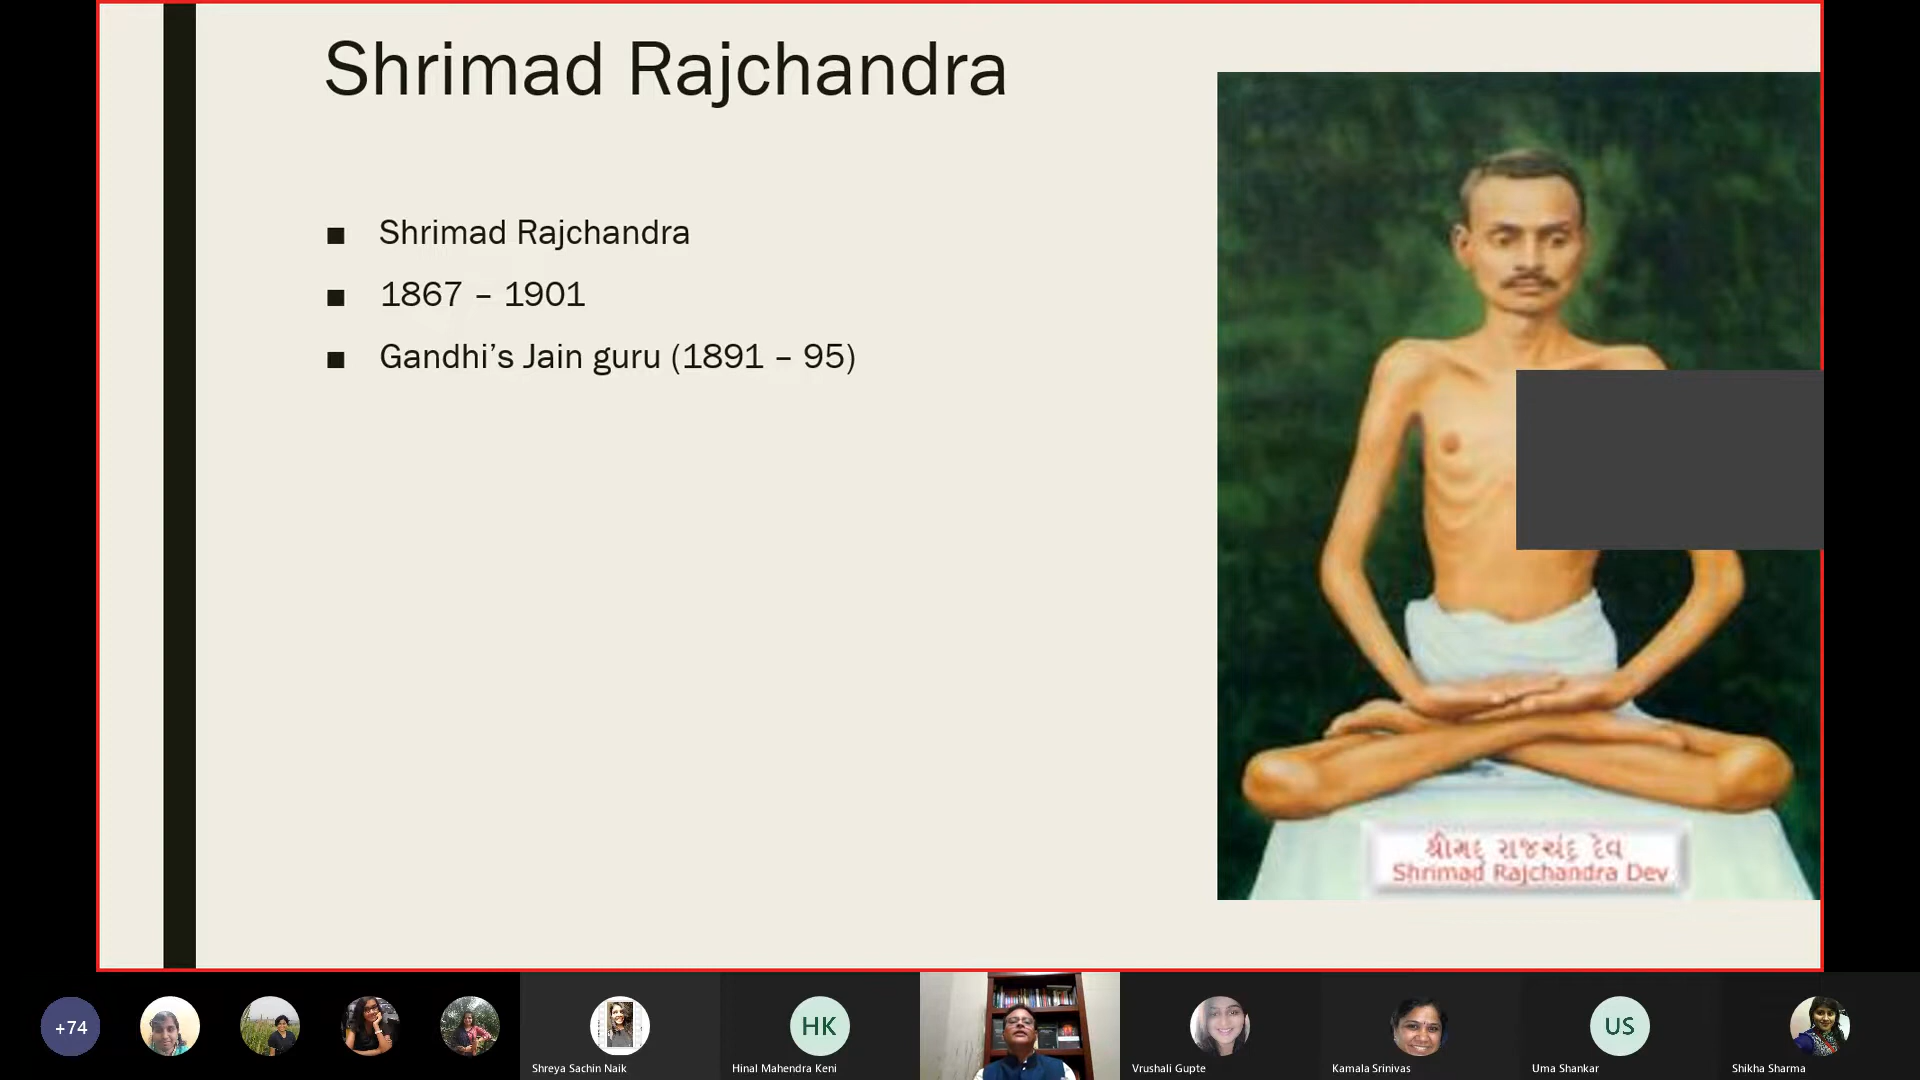 Shrimad Rajchandra
■ Shrimad Rajchandra
■ 1867 – 1901
■ Gandhi’s Jain guru (1891 – 95)
શ્રીમદ્ રાજચંદ્ર દેવ
Shrimad Rajchandra Dev
+74
HK
US
Shreya Sachin Naik
Hinal Mahendra Keni
Vrushali Gupte
Kamala Srinivas
Uma Shankar
Shikha Sharma